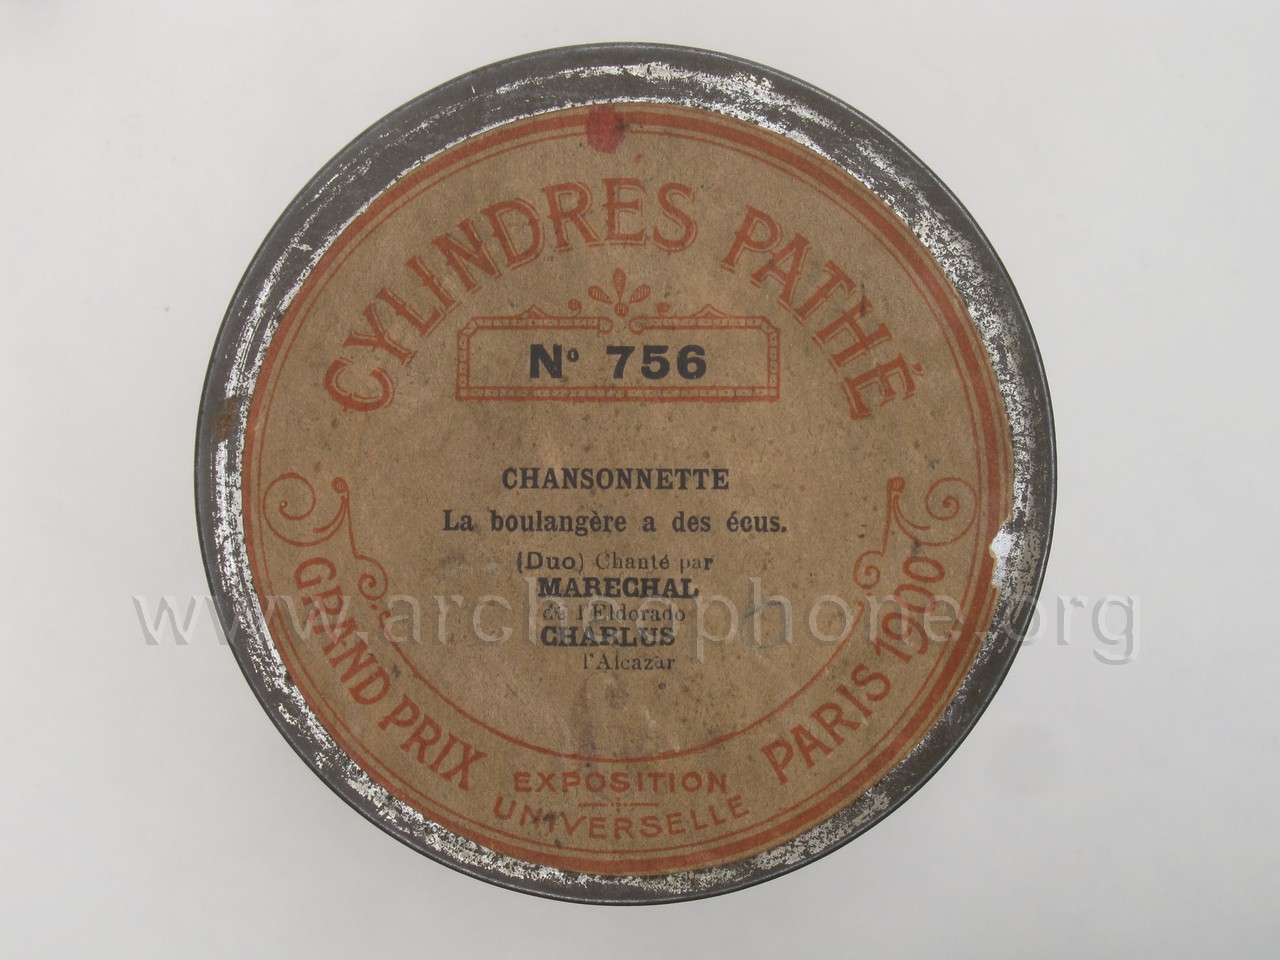 CYLINDRES PATHÉ
Nº 756
CHANSONNETTE
La boulangère a des écus.
(Duo) Chanté par
MARECHAL
de l'Eldorado
CHARLUS
l'Alcazar
GRAND PRIX
EXPOSITION
UNIVERSELLE
PARIS 1900
www.archeophone.org